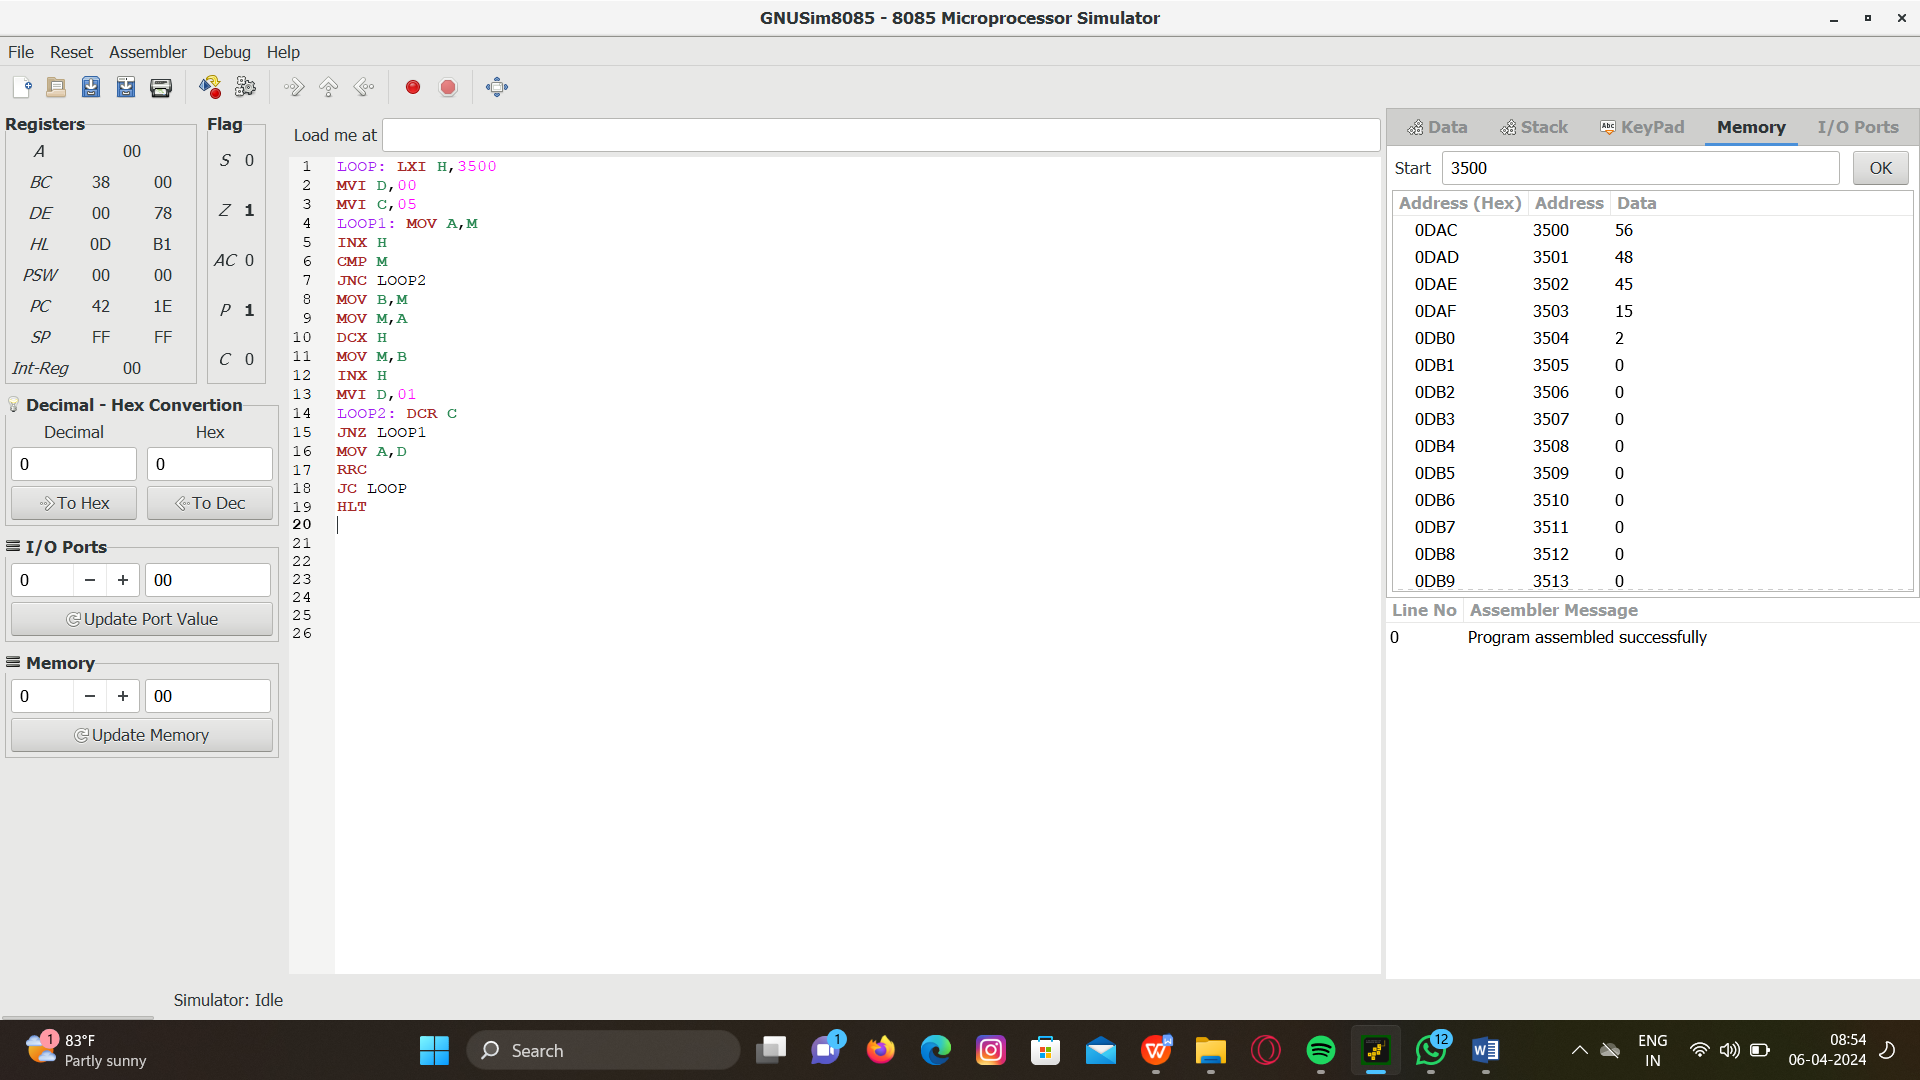 GNUSim8085 - 8085 Microprocessor Simulator
File Reset Assembler Debug Help
Registers
A 00
BC 38 00
DE 00 78
HL 0D B1
PSW 00 00
PC 42 1E
SP FF FF
Int-Reg 00
Flag
S 0
Z 1
AC 0
P 1
C 0
Decimal - Hex Convertion
Decimal Hex
0 0
To Hex To Dec
I/O Ports
0 − + 00
Update Port Value
Memory
0 − + 00
Update Memory
Load me at
1 LOOP: LXI H,3500
2 MVI D,00
3 MVI C,05
4 LOOP1: MOV A,M
5 INX H
6 CMP M
7 JNC LOOP2
8 MOV B,M
9 MOV M,A
10 DCX H
11 MOV M,B
12 INX H
13 MVI D,01
14 LOOP2: DCR C
15 JNZ LOOP1
16 MOV A,D
17 RRC
18 JC LOOP
19 HLT
20
21
22
23
24
25
26
Data Stack Abc KeyPad Memory I/O Ports
Start 3500 OK
Address (Hex) Address Data
0DAC 3500 56
0DAD 3501 48
0DAE 3502 45
0DAF 3503 15
0DB0 3504 2
0DB1 3505 0
0DB2 3506 0
0DB3 3507 0
0DB4 3508 0
0DB5 3509 0
0DB6 3510 0
0DB7 3511 0
0DB8 3512 0
0DB9 3513 0
Line No Assembler Message
0 Program assembled successfully
Simulator: Idle
1 83°F
Partly sunny
Search
1
12
ENG
IN
08:54
06-04-2024